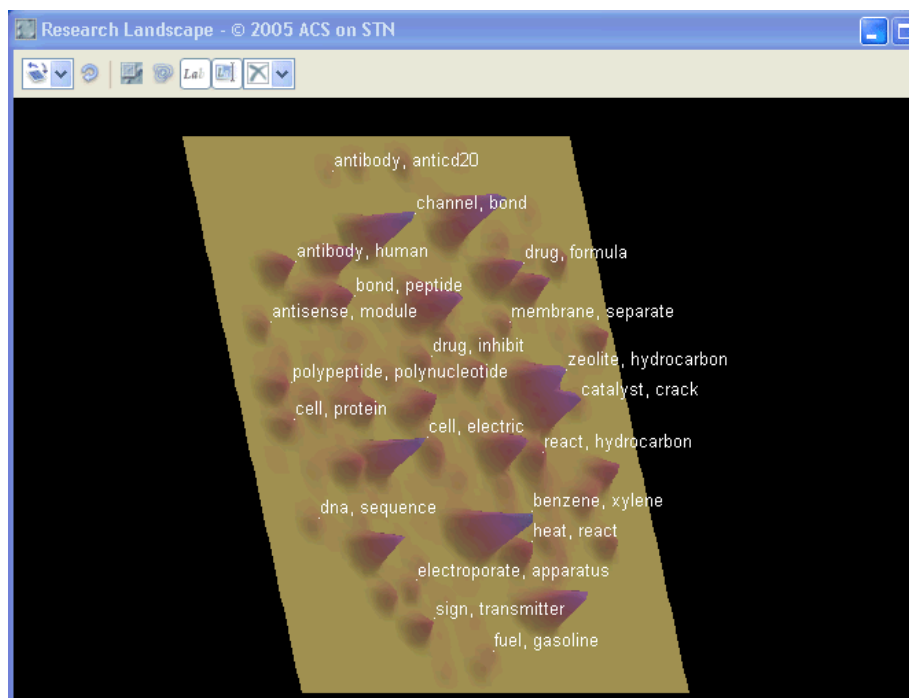 Research Landscape - © 2005 ACS on STN
Lab
antibody, anticd20
channel, bond
antibody, human
drug, formula
bond, peptide
antisense, module
membrane, separate
drug, inhibit
zeolite, hydrocarbon
polypeptide, polynucleotide
catalyst, crack
cell, protein
cell, electric
react, hydrocarbon
benzene, xylene
dna, sequence
heat, react
electroporate, apparatus
sign, transmitter
fuel, gasoline